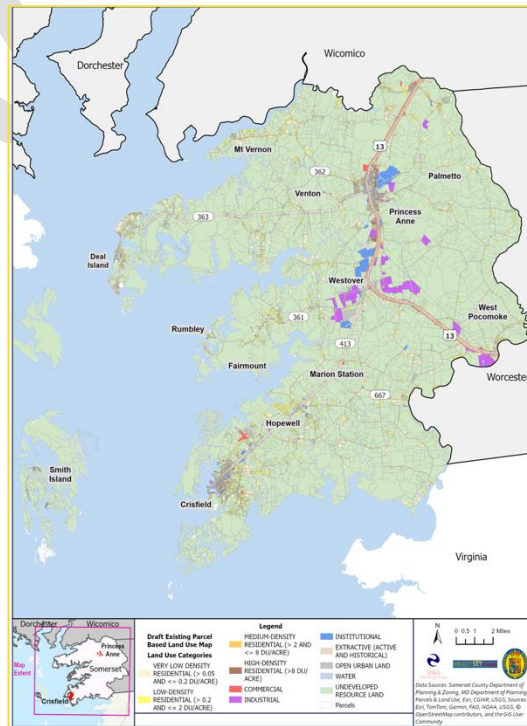 Wicomico
Dorchester
13
Mt Vernon
362
Palmetto
Venton
Princess
Anne
363
Deal
Island
Westover
West
Pocomoke
Rumbley
361
13
413
Fairmount
Marion Station
Worcester
667
Hopewell
Smith
Island
Crisfield
Virginia
Dorchester
Wicomico
Princess
Anne
Map
Extent
Somerset
Crisfield
Draft Existing Parcel
Based Land Use Map
Land Use Categories
VERY LOW DENSITY
RESIDENTIAL (> 0.05
AND <= 0.2 DU/ACRE)
LOW-DENSITY
RESIDENTIAL (> 0.2
AND <= 2 DU/ACRE)
Legend
MEDIUM-DENSITY
RESIDENTIAL (> 2 AND
<= 8 DU/ACRE)
HIGH-DENSITY
RESIDENTIAL (>8 DU/
ACRE)
COMMERCIAL
INDUSTRIAL
INSTITUTIONAL
EXTRACTIVE (ACTIVE
AND HISTORICAL)
OPEN URBAN LAND
WATER
UNDEVELOPED
RESOURCE LAND
Parcels
N
0 0.5 1 2 Miles
Data Sources: Somerset County Department of
Planning & Zoning, MD Department of Planning
Parcels & Land Use, Esri, CGIAR, USGS, Sources:
Esri, TomTom, Garmin, FAO, NOAA, USGS, ©
OpenStreetMap contributors, and the GIS User
Community